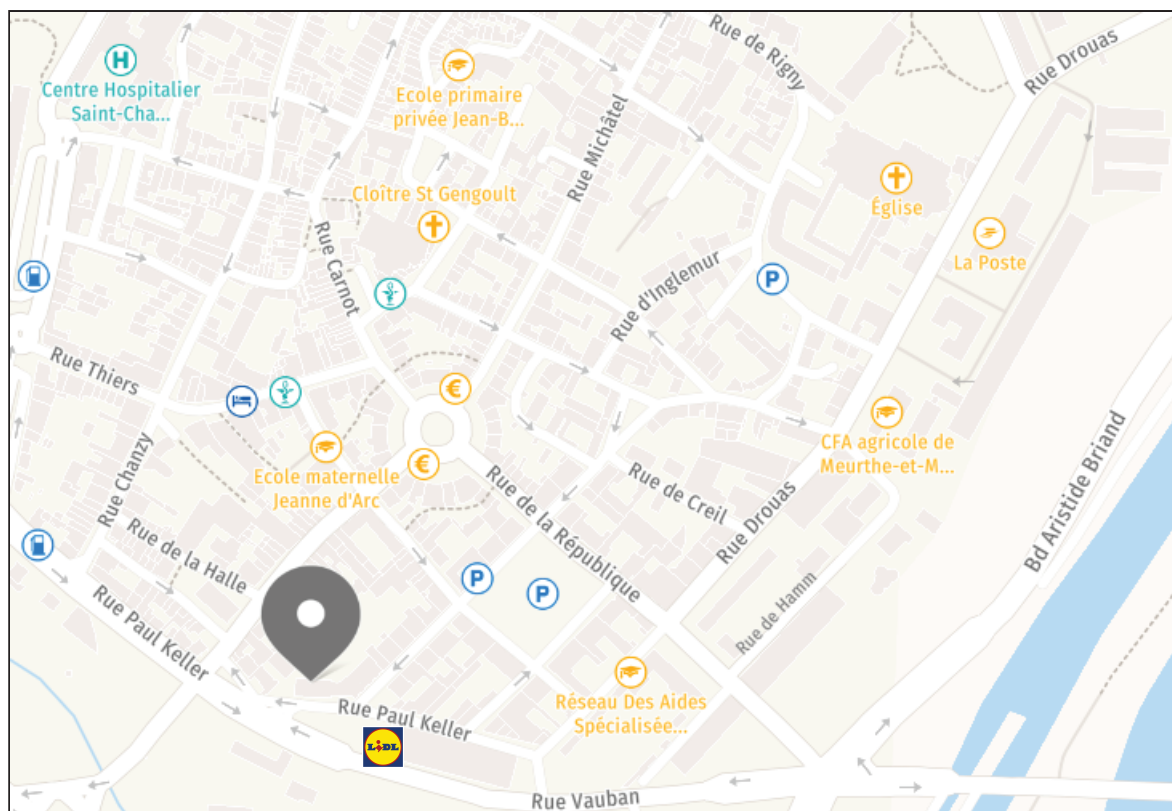 Rue de Rigny
Rue Drouas
H
Centre Hospitalier
Saint-Cha...
Ecole primaire
privée Jean-B...
Rue Michâtel
Cloître St Gengoult
Église
La Poste
Rue Carnot
Rue d'Inglemur
P
Rue Thiers
€
€
Ecole maternelle
Jeanne d'Arc
CFA agricole de
Meurthe-et-M...
Rue Chanzy
Rue de Creil
Rue de la République
Rue Drouas
Bd Aristide Briand
Rue de la Halle
P
P
Rue de Hamm
Rue Paul Keller
Réseau Des Aides
Spécialisée...
Rue Paul Keller
LIDL
Rue Vauban